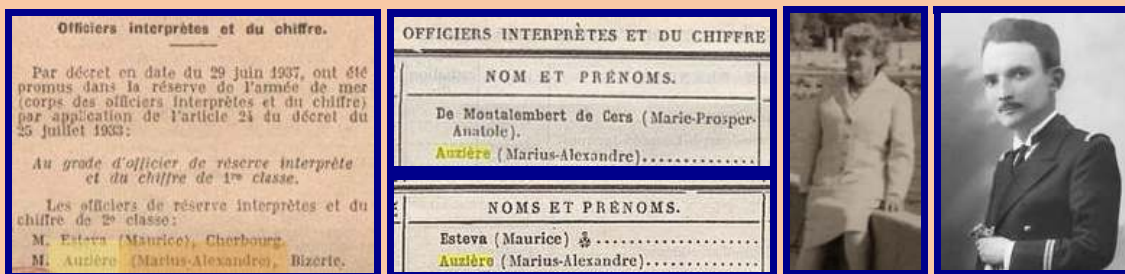 Officiers interprètes et du chiffre.
Par décret en date du 29 juin 1937, ont été
promus dans la réserve de l'armée de mer
(corps des officiers interprètes et du chiffre)
par application de l'article 24 du décret du
25 juillet 1933:
Au grade d'officier de réserve interprète
et du chiffre de 1re classe.
Les officiers de réserve interprètes et du
chiffre de 2e classe:
M. Esteva (Maurice), Cherbourg.
M. Auzière (Marius-Alexandre), Bizerte.
OFFICIERS INTERPRÈTES ET DU CHIFFRE
NOM ET PRÉNOMS.
De Montalembert de Cers (Marie-Prosper-
Anatole).
Auzière (Marius-Alexandre)............
NOMS ET PRÉNOMS.
Esteva (Maurice) ..................
Auzière (Marius-Alexandre)............